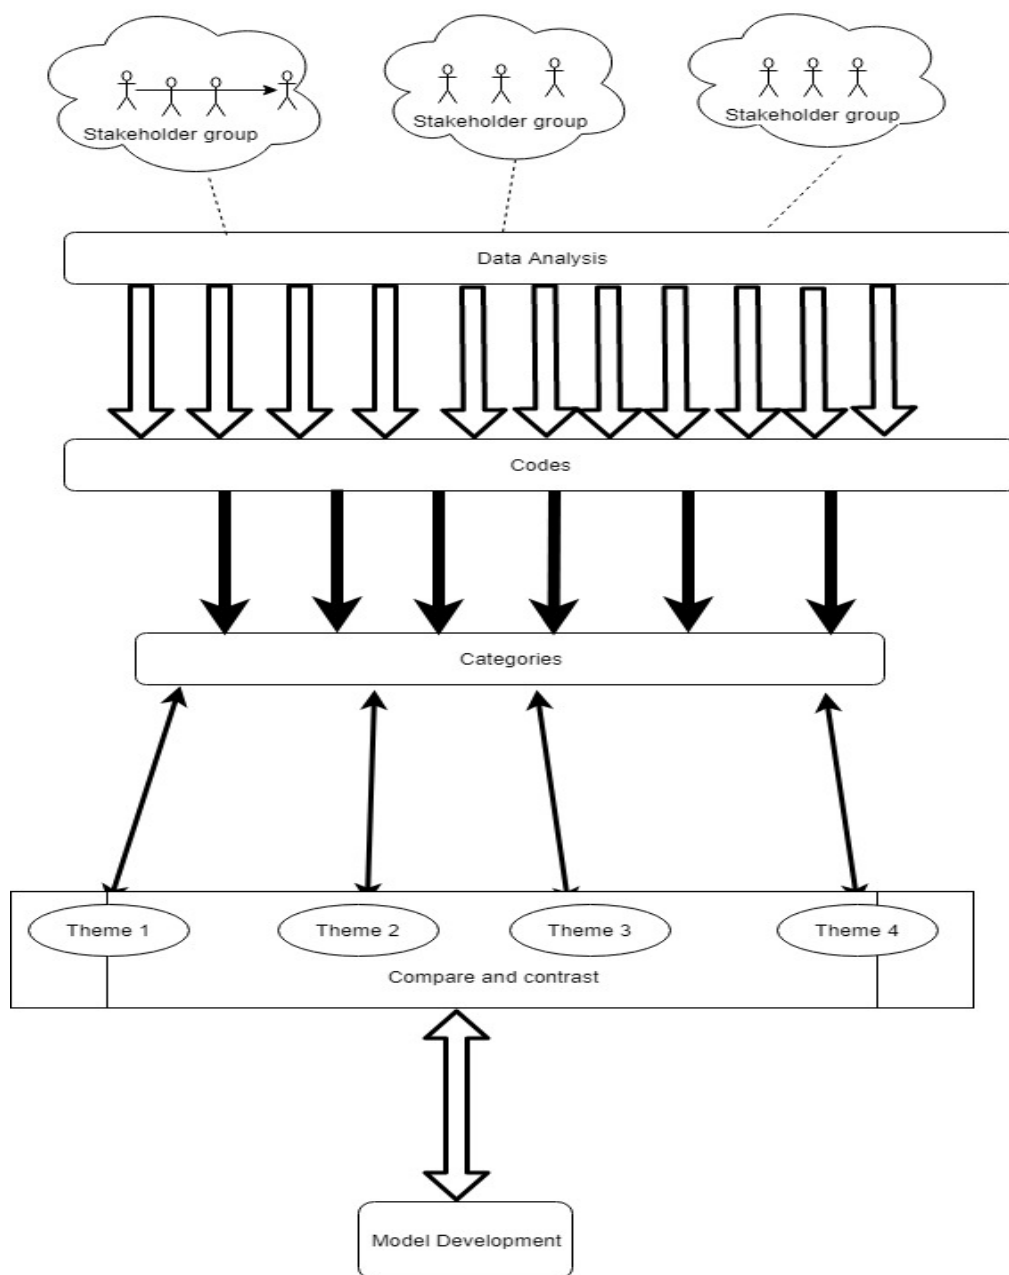 Stakeholder group
Stakeholder group
Stakeholder group
Data Analysis
Codes
Categories
Theme 1
Theme 2
Theme 3
Theme 4
Compare and contrast
Model Development